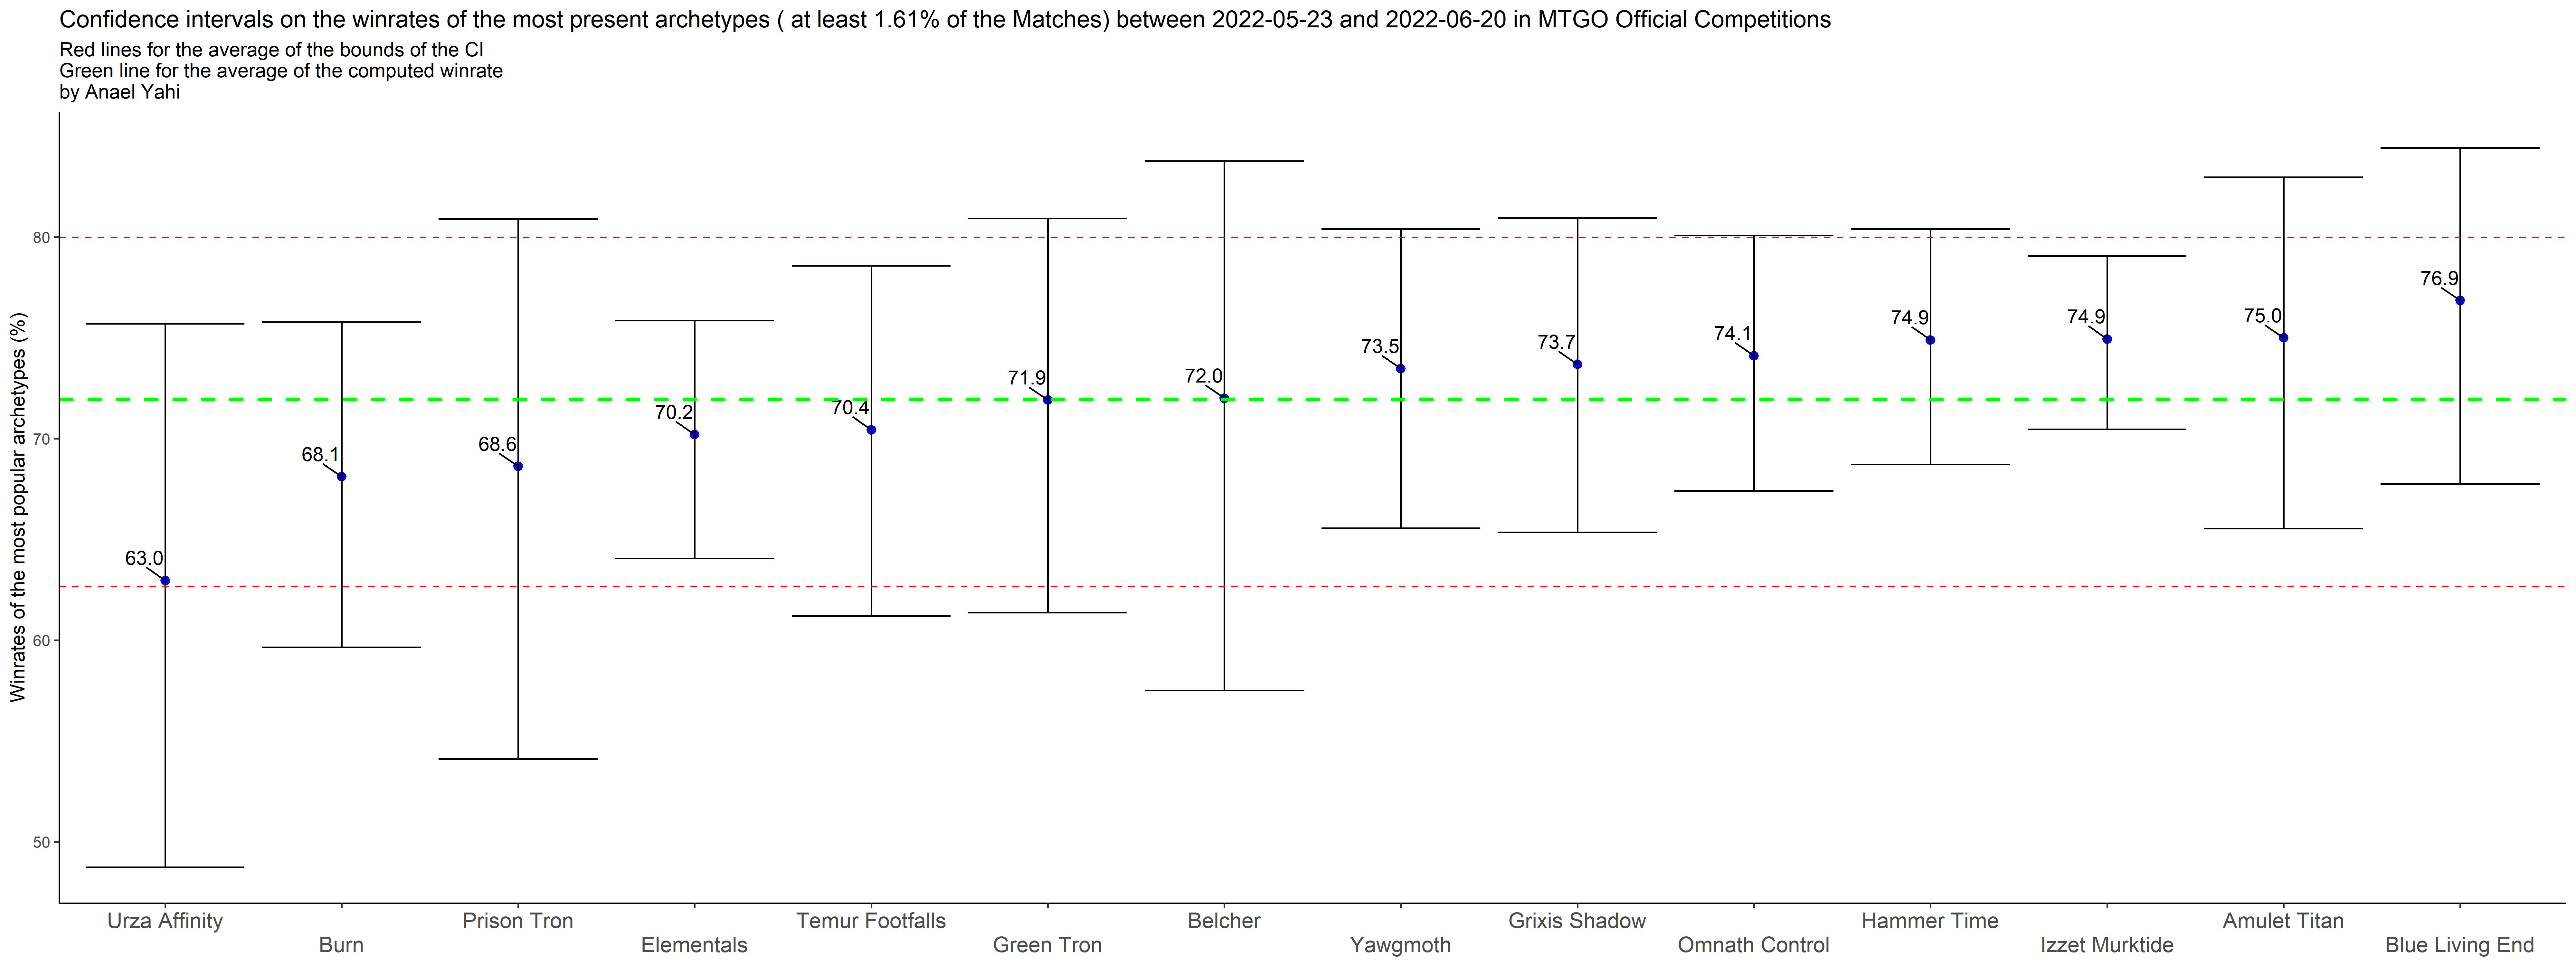 Confidence intervals on the winrates of the most present archetypes ( at least 1.61% of the Matches) between 2022-05-23 and 2022-06-20 in MTGO Official Competitions
Red lines for the average of the bounds of the CI
Green line for the average of the computed winrate
by Anael Yahi
Winrates of the most popular archetypes (%)
80
70
60
50
63.0
68.1
68.6
70.2
70.4
71.9
72.0
73.5
73.7
74.1
74.9
74.9
75.0
76.9
Urza Affinity
Burn
Prison Tron
Elementals
Temur Footfalls
Green Tron
Belcher
Yawgmoth
Grixis Shadow
Omnath Control
Hammer Time
Izzet Murktide
Amulet Titan
Blue Living End